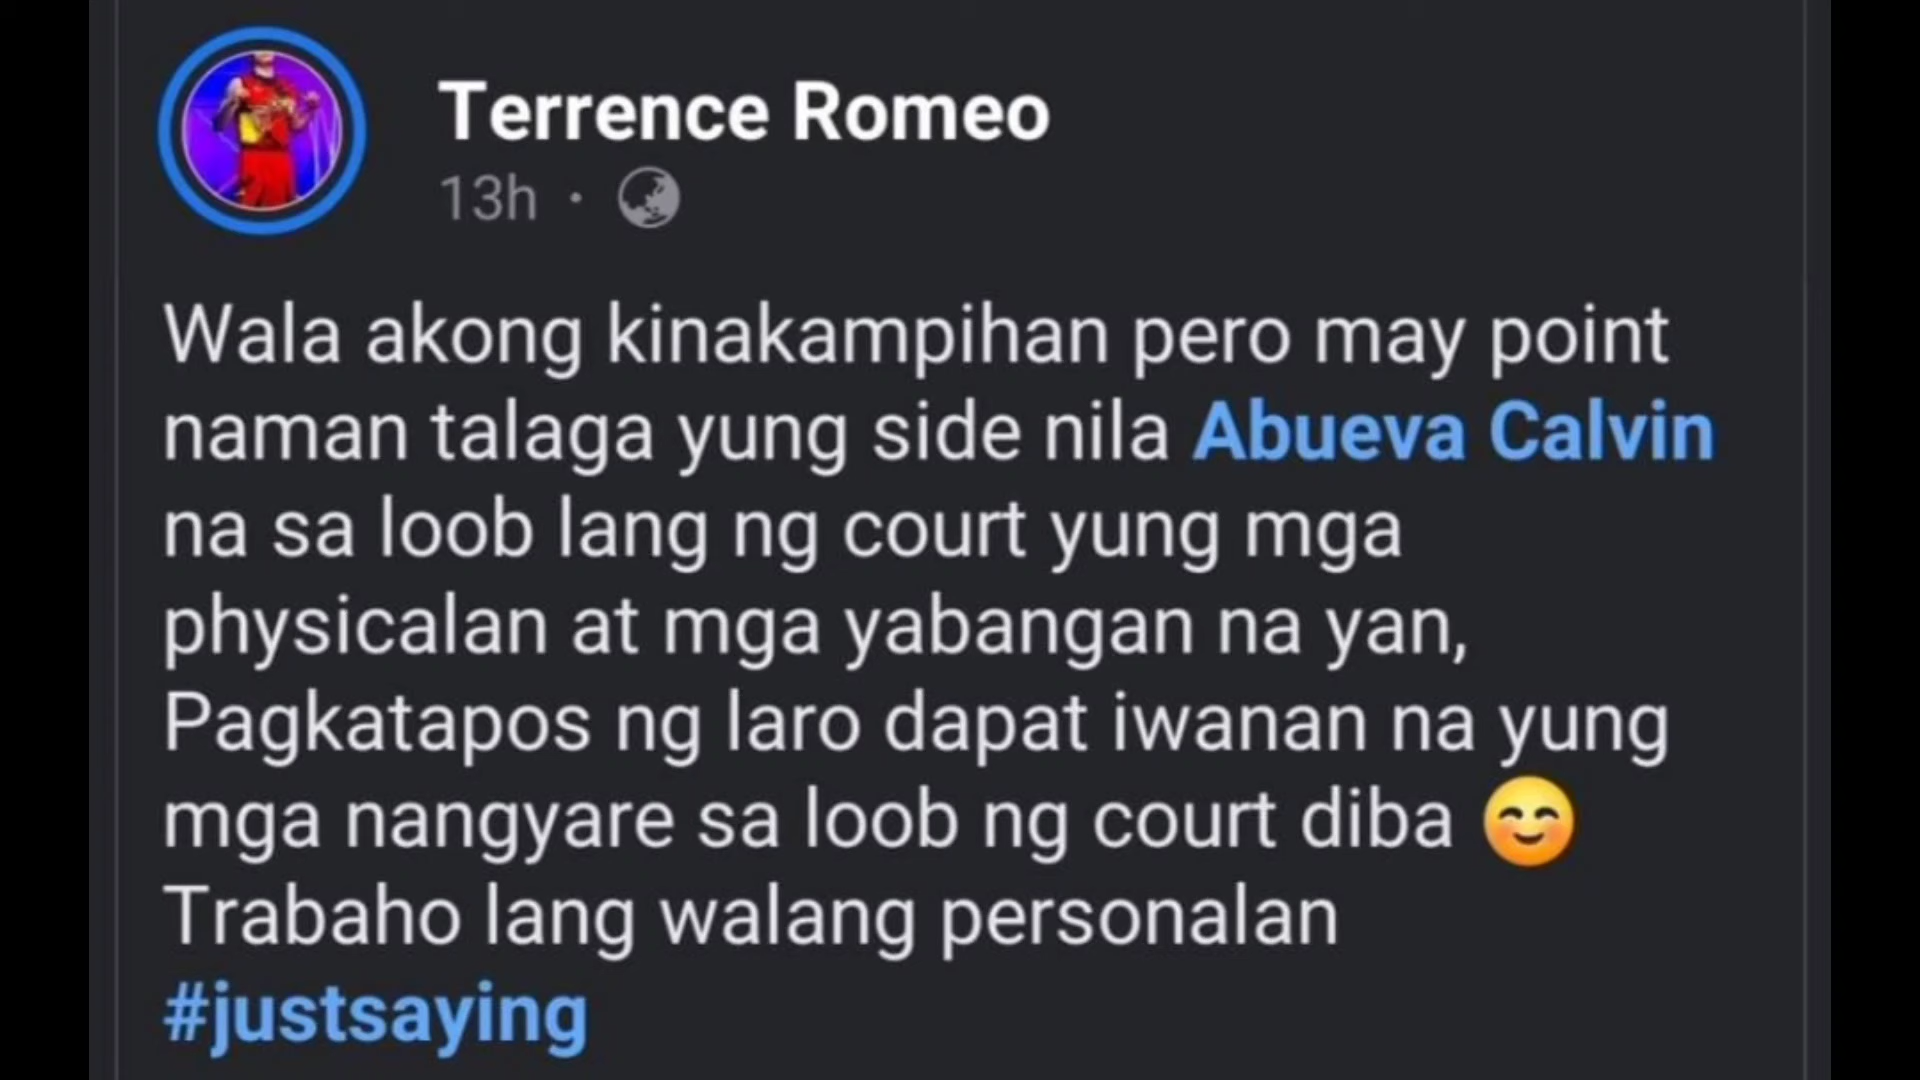 Terrence Romeo
13h ·
Wala akong kinakampihan pero may point
naman talaga yung side nila Abueva Calvin
na sa loob lang ng court yung mga
physicalan at mga yabangan na yan,
Pagkatapos ng laro dapat iwanan na yung
mga nangyare sa loob ng court diba 😊
Trabaho lang walang personalan
#justsaying